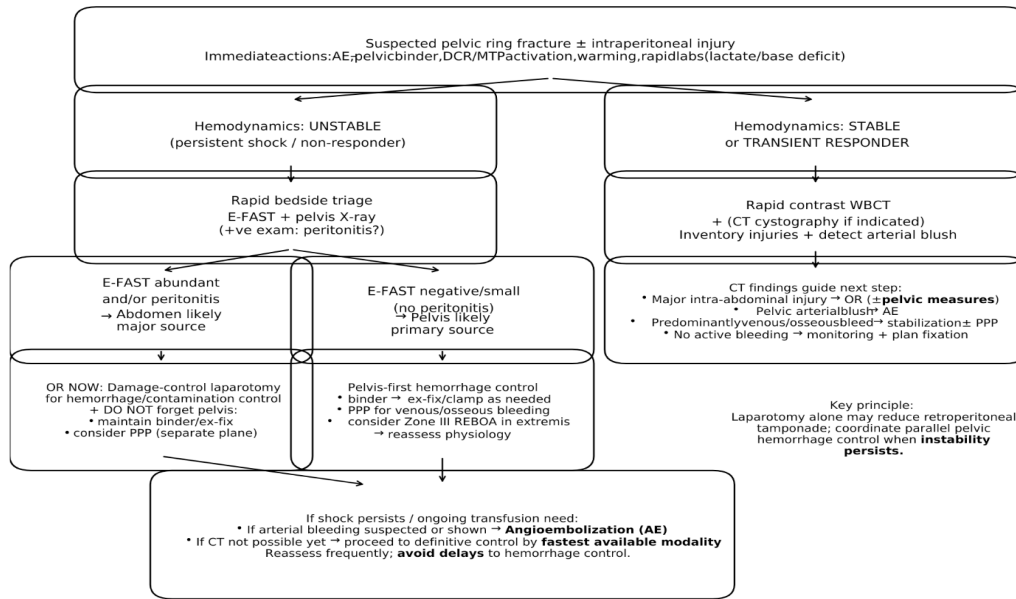 Suspected pelvic ring fracture ± intraperitoneal injury
Immediateactions:AE,pelvicbinder,DCR/MTPactivation,warming,rapidlabs(lactate/base deficit)
Hemodynamics: UNSTABLE
(persistent shock / non-responder)
Hemodynamics: STABLE
or TRANSIENT RESPONDER
Rapid bedside triage
E-FAST + pelvis X-ray
(+ve exam: peritonitis?)
Rapid contrast WBCT
+ (CT cystography if indicated)
Inventory injuries + detect arterial blush
E-FAST abundant
and/or peritonitis
→ Abdomen likely
major source
E-FAST negative/small
(no peritonitis)
→ Pelvis likely
primary source
CT findings guide next step:
• Major intra-abdominal injury → OR (±pelvic measures)
• Pelvic arterialblush→ AE
• Predominantlyvenous/osseousbleed→ stabilization± PPP
• No active bleeding → monitoring + plan fixation
OR NOW: Damage-control laparotomy
for hemorrhage/contamination control
+ DO NOT forget pelvis:
• maintain binder/ex-fix
• consider PPP (separate plane)
Pelvis-first hemorrhage control
• binder → ex-fix/clamp as needed
• PPP for venous/osseous bleeding
• consider Zone III REBOA in extremis
→ reassess physiology
Key principle:
Laparotomy alone may reduce retroperitoneal
tamponade; coordinate parallel pelvic
hemorrhage control when instability
persists.
If shock persists / ongoing transfusion need:
• If arterial bleeding suspected or shown → Angioembolization (AE)
• If CT not possible yet → proceed to definitive control by fastest available modality
Reassess frequently; avoid delays to hemorrhage control.